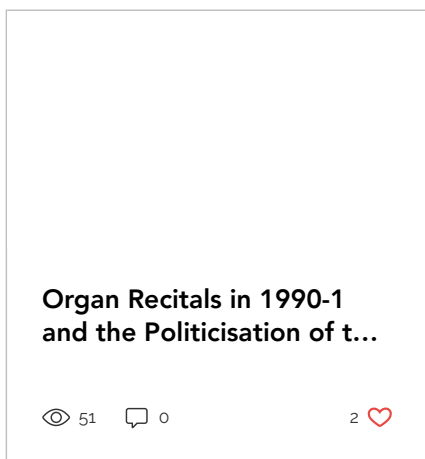 Organ Recitals in 1990-1
and the Politicisation of t...
51 0 2